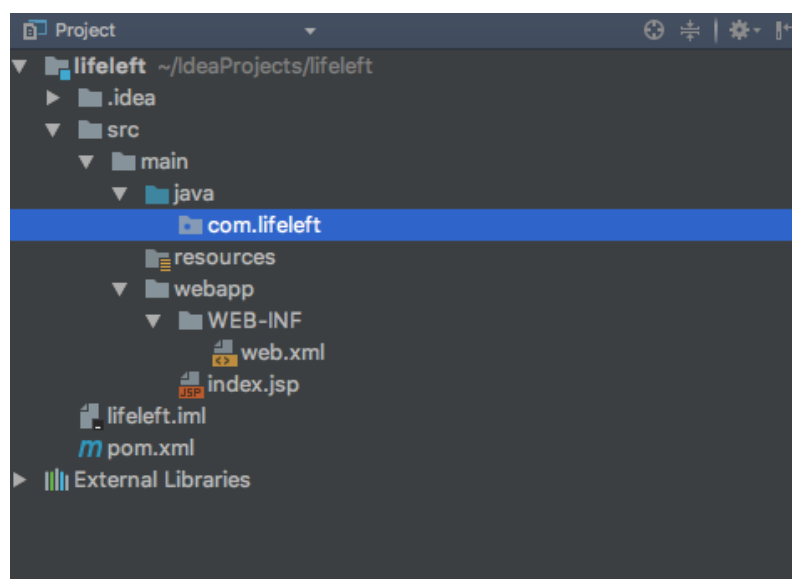 Project
lifeleft ~/IdeaProjects/lifeleft
.idea
src
main
java
com.lifeleft
resources
webapp
WEB-INF
web.xml
JSP index.jsp
lifeleft.iml
m pom.xml
External Libraries